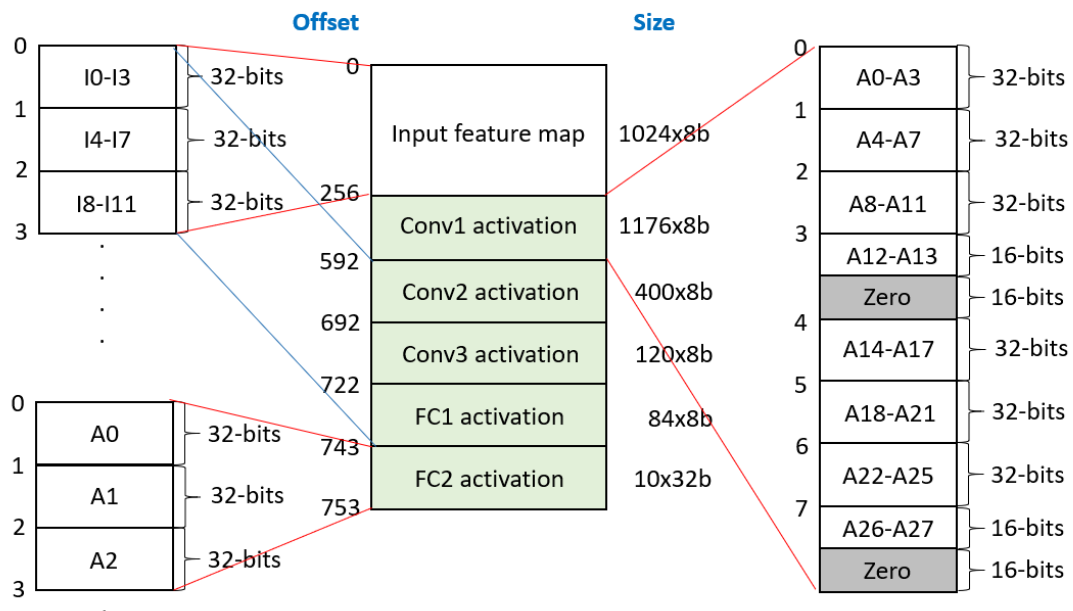 Offset
Size
0
I0-I3
32-bits
1
I4-I7
32-bits
2
I8-I11
32-bits
3
.
.
.
.
0
A0
32-bits
1
A1
32-bits
2
A2
32-bits
3
0
Input feature map
1024x8b
256
Conv1 activation
1176x8b
592
Conv2 activation
400x8b
692
Conv3 activation
120x8b
722
FC1 activation
84x8b
743
FC2 activation
10x32b
753
0
A0-A3
32-bits
1
A4-A7
32-bits
2
A8-A11
32-bits
3
A12-A13
16-bits
Zero
16-bits
4
A14-A17
32-bits
5
A18-A21
32-bits
6
A22-A25
32-bits
7
A26-A27
16-bits
Zero
16-bits